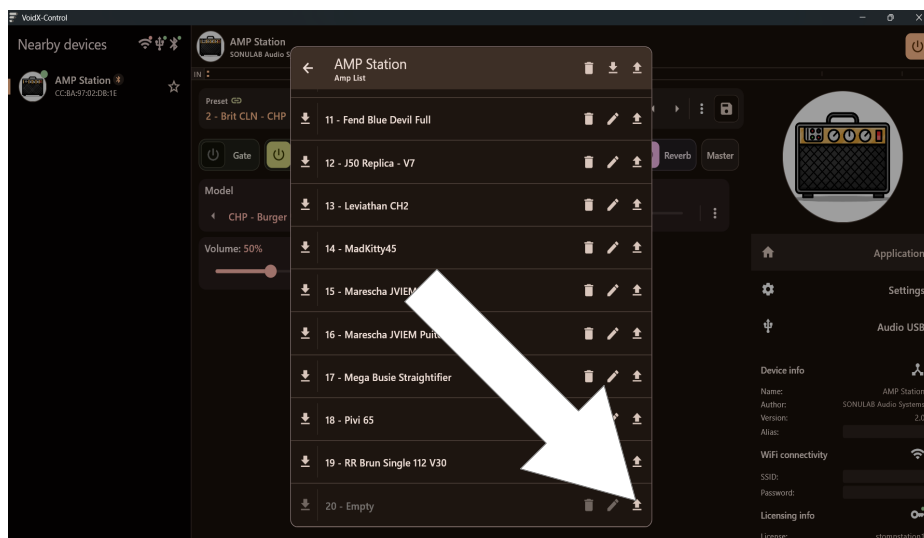 VoidX-Control
Nearby devices
AMP Station
CC:BA:97:02:DB:1E
AMP Station
SONULAB Audio S
IN
Preset
2 - Brit CLN - CHP
Gate
Reverb
Master
Model
CHP - Burger
Volume: 50%
AMP Station
Amp List
11 - Fend Blue Devil Full
12 - J50 Replica - V7
13 - Leviathan CH2
14 - MadKitty45
15 - Marescha JVIEM
16 - Marescha JVIEM
17 - Mega Busie Straightifier
18 - Pivi 65
19 - RR Brun Single 112 V30
20 - Empty
Application
Settings
Audio USB
Device info
Name: AMP Station
Author: SONULAB Audio Systems
Version: 2.0
Alias:
WiFi connectivity
SSID:
Password:
Licensing info
License: stompstation